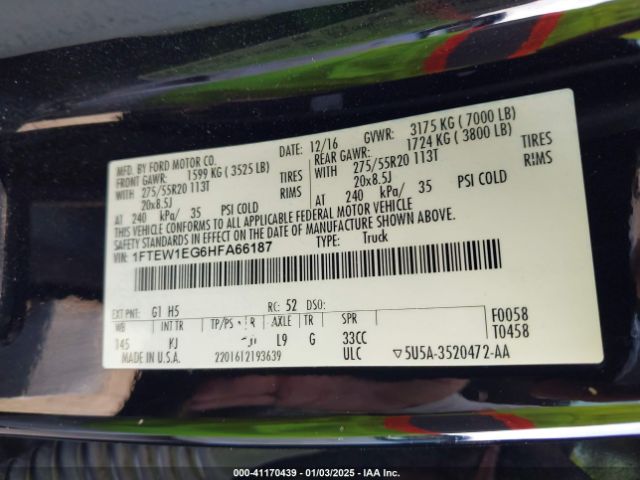 MFD. BY FORD MOTOR CO. DATE: 12/16 GVWR: 3175 KG ( 7000 LB)
FRONT GAWR: 1599 KG ( 3525 LB) REAR GAWR: 1724 KG ( 3800 LB)
WITH 275/55R20 113T TIRES WITH 275/55R20 113T TIRES
20x8.5J RIMS 20x8.5J RIMS
AT 240 kPa/ 35 PSI COLD AT 240 kPa/ 35 PSI COLD
THIS VEHICLE CONFORMS TO ALL APPLICABLE FEDERAL MOTOR VEHICLE
SAFETY STANDARDS IN EFFECT ON THE DATE OF MANUFACTURE SHOWN ABOVE.
VIN: 1FTEW1EG6HFA66187 TYPE: Truck
EXT PNT: G1 H5 RC: 52 DSO: F0058
WB INT TR TP/PS R AXLE TR SPR T0458
145 KJ L9 G 33CC
MADE IN U.S.A. 2201612193639 ULC ▽5U5A-3520472-AA
000-41170439 - 01/03/2025 - IAA Inc.